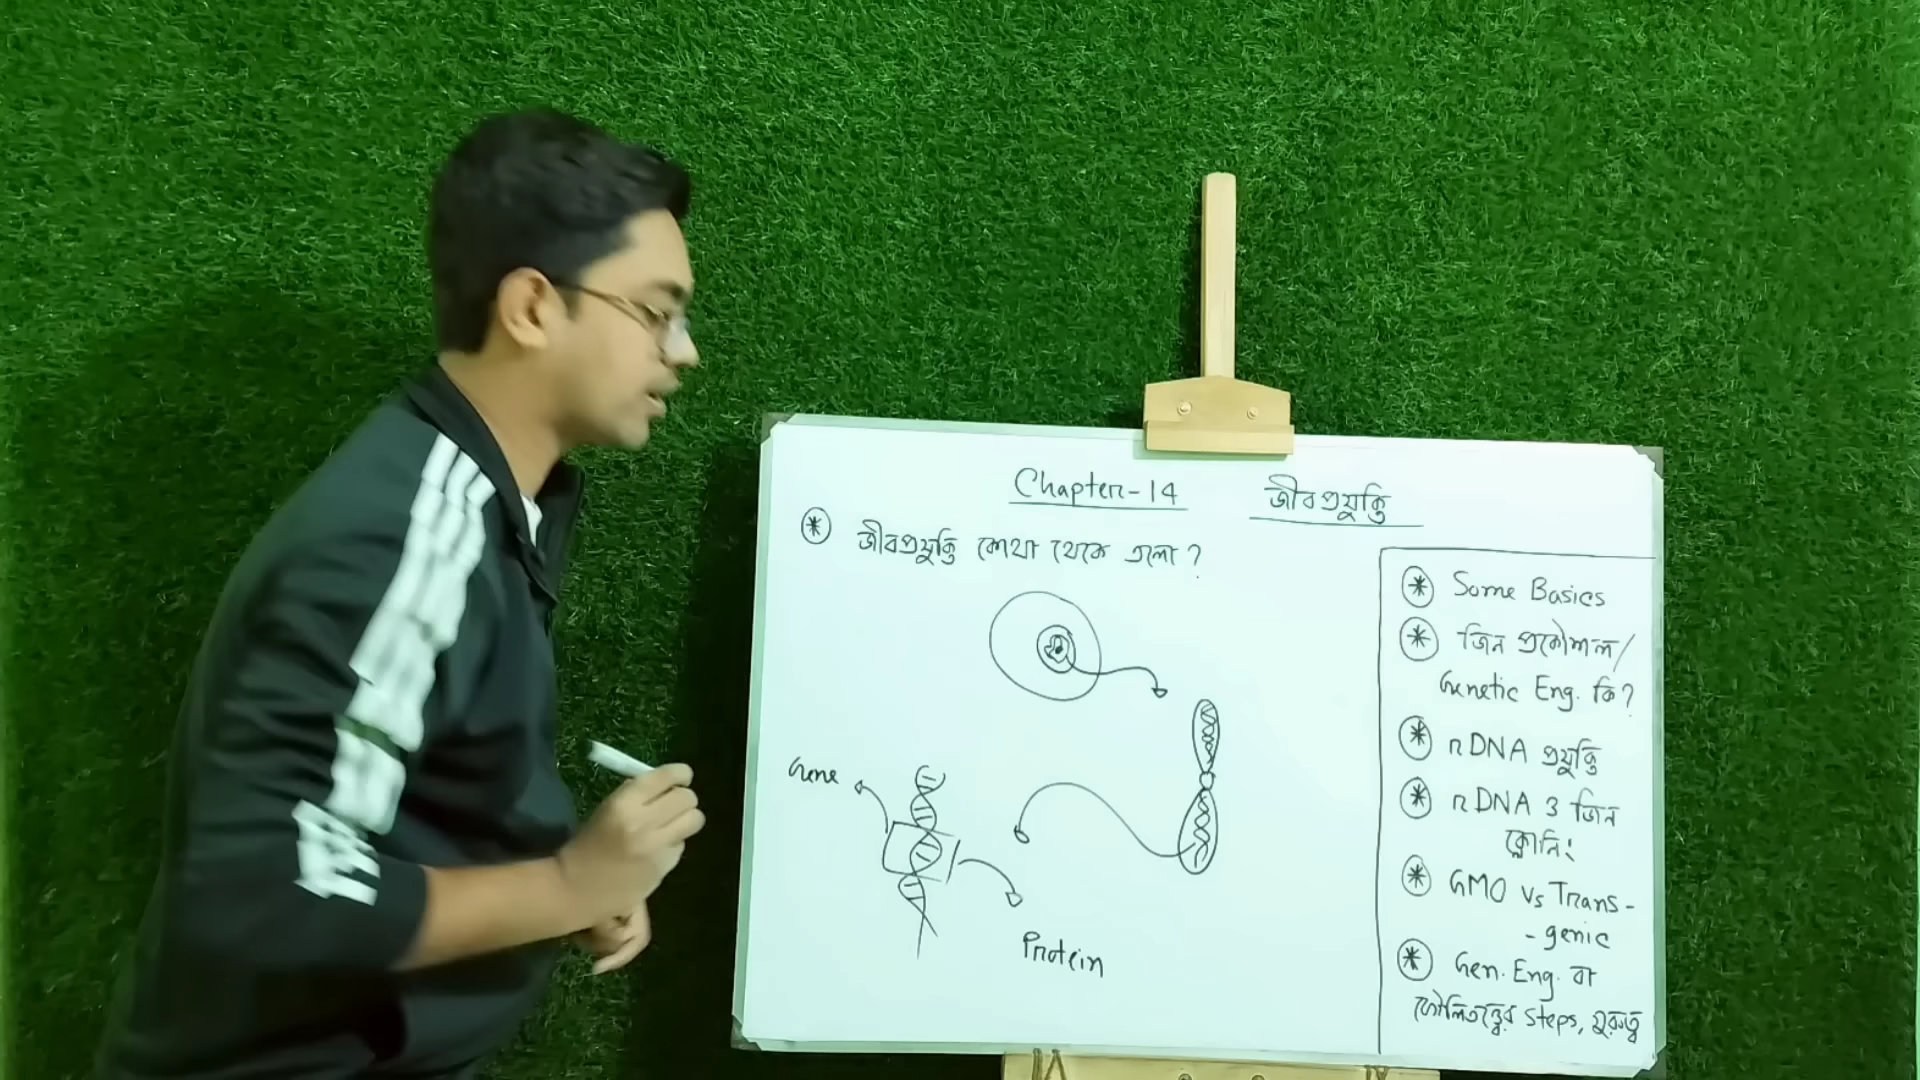 Chapter-14 জীবপ্রযুক্তি
* জীবপ্রযুক্তি কোথা থেকে এলো?
Gene
Protein
* Some Basics
* জিন প্রকৌশল/
Genetic Eng. কি?
* rDNA প্রযুক্তি
* rDNA ও জিন
ক্লোনিং
* GMO vs Trans-
- genic
* Gen. Eng. বা
কৌলিতত্ত্বের Steps, গুরুত্ব